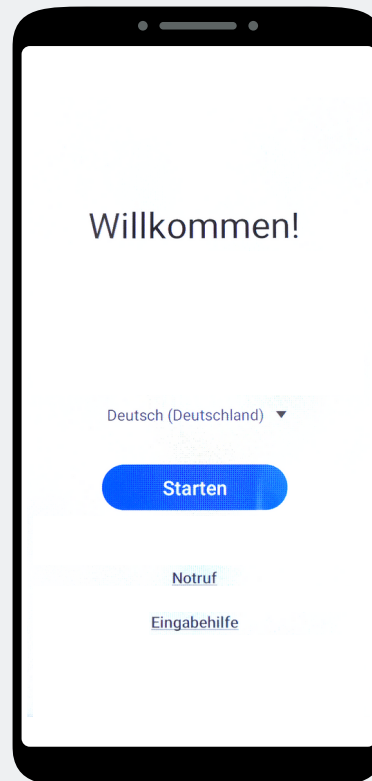 Willkommen!
Deutsch (Deutschland)
Starten
Notruf
Eingabehilfe